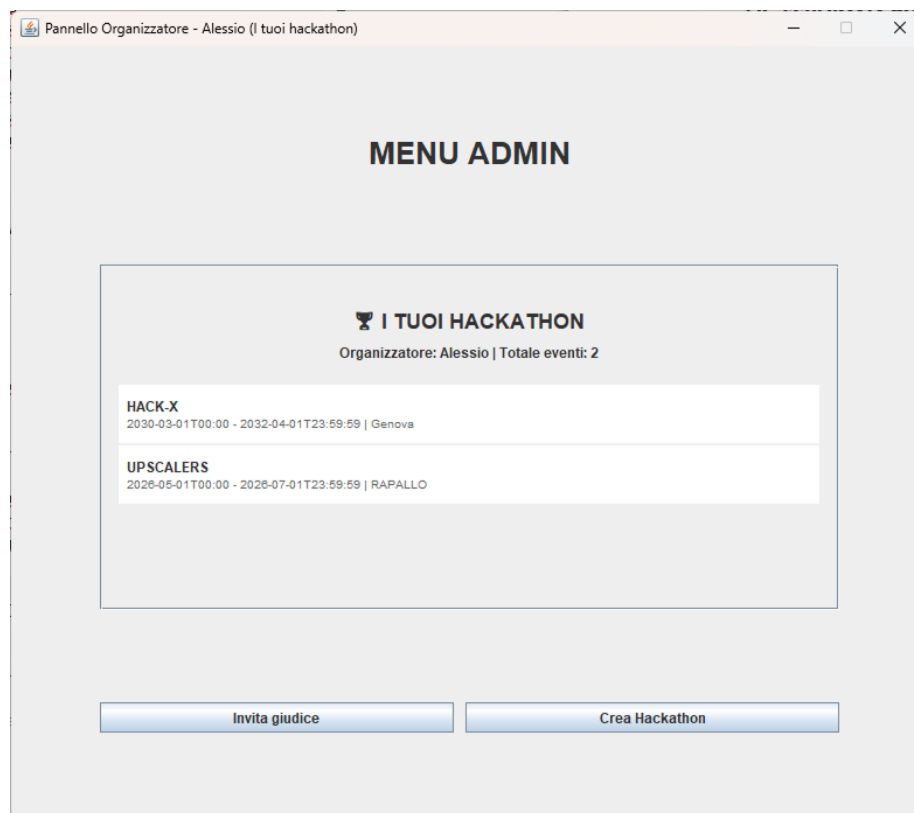 Pannello Organizzatore - Alessio (I tuoi hackathon)
MENU ADMIN
I TUOI HACKATHON
Organizzatore: Alessio | Totale eventi: 2
HACK-X
2030-03-01T00:00 - 2032-04-01T23:59:59 | Genova
UPSCALERS
2026-05-01T00:00 - 2026-07-01T23:59:59 | RAPALLO
Invita giudice
Crea Hackathon